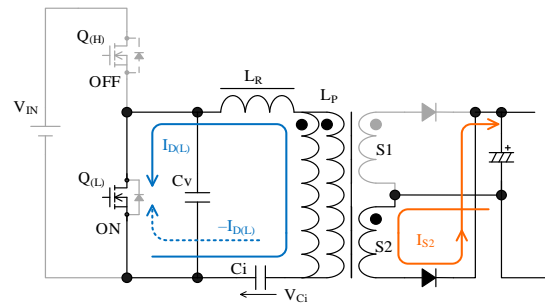 Q(H)
OFF
VIN
LR
LP
ID(L)
S1
+
Q(L)
CV
ON
−ID(L)
S2
IS2
Ci
VCi